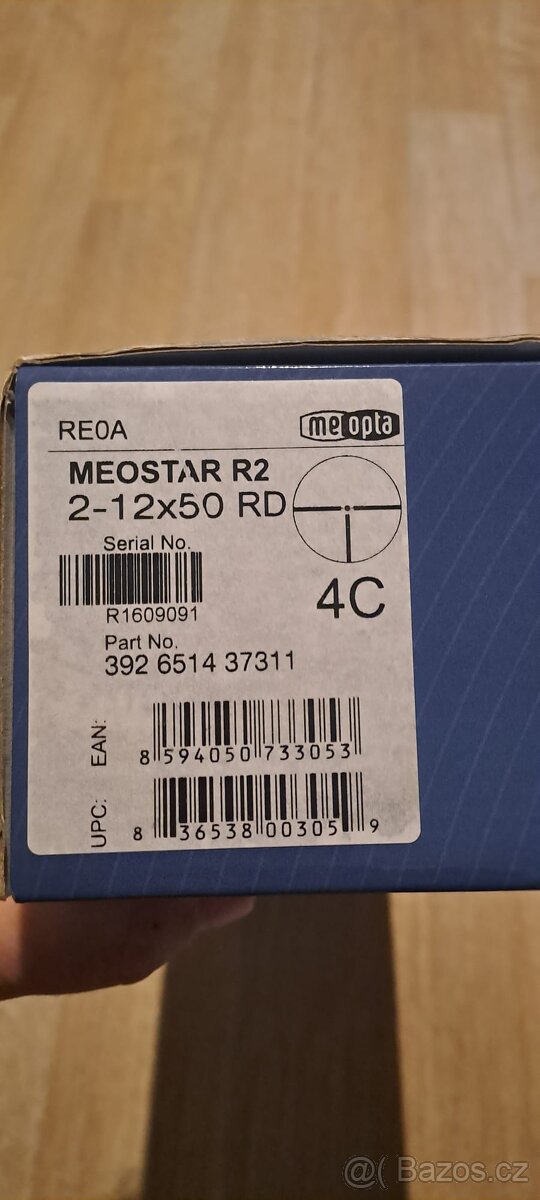 RE0A
meopta
MEOSTAR R2
2-12x50 RD
Serial No.
R1609091
4C
Part No.
392 6514 37311
EAN:
8 594050 733053
UPC:
8 36538 00305 9
@( Bazos.cz